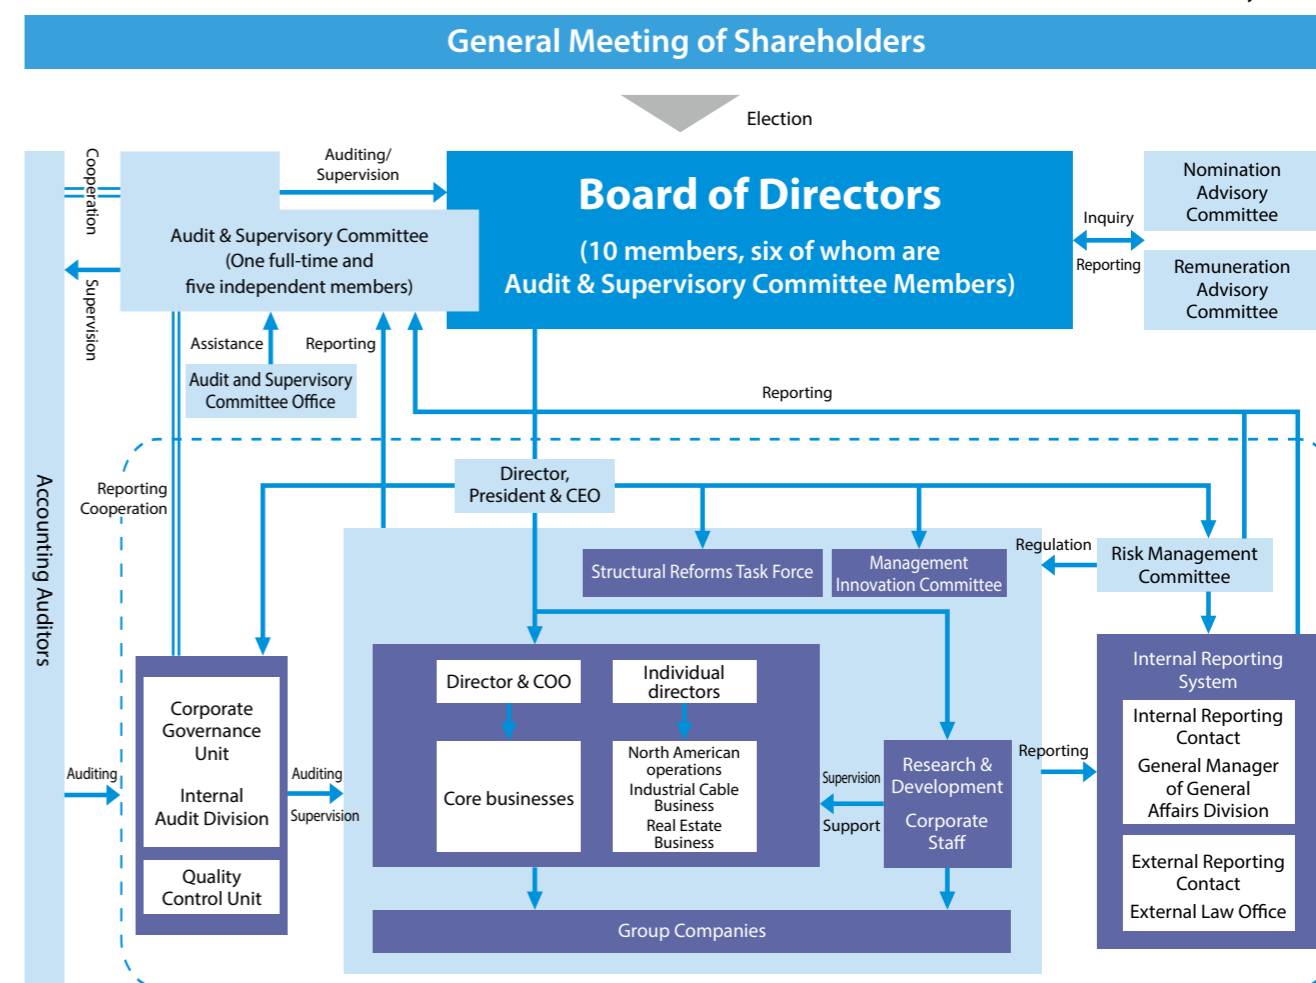 General Meeting of Shareholders
Election
Cooperation
Supervision
Auditing/
Supervision
Audit & Supervisory Committee
(One full-time and
five independent members)
Board of Directors
(10 members, six of whom are
Audit & Supervisory Committee Members)
Inquiry
Reporting
Nomination
Advisory
Committee
Remuneration
Advisory
Committee
Assistance
Reporting
Audit and Supervisory
Committee Office
Reporting
Accounting Auditors
Reporting
Cooperation
Director,
President & CEO
Structural Reforms Task Force
Management
Innovation Committee
Regulation
Risk Management
Committee
Auditing
Corporate
Governance
Unit
Internal
Audit Division
Quality
Control Unit
Auditing
Supervision
Director & COO
Core businesses
Individual
directors
North American
operations
Industrial Cable
Business
Real Estate
Business
Supervision
Support
Research &
Development
Corporate
Staff
Reporting
Internal Reporting
System
Internal Reporting
Contact
General Manager
of General
Affairs Division
External Reporting
Contact
External Law Office
Group Companies